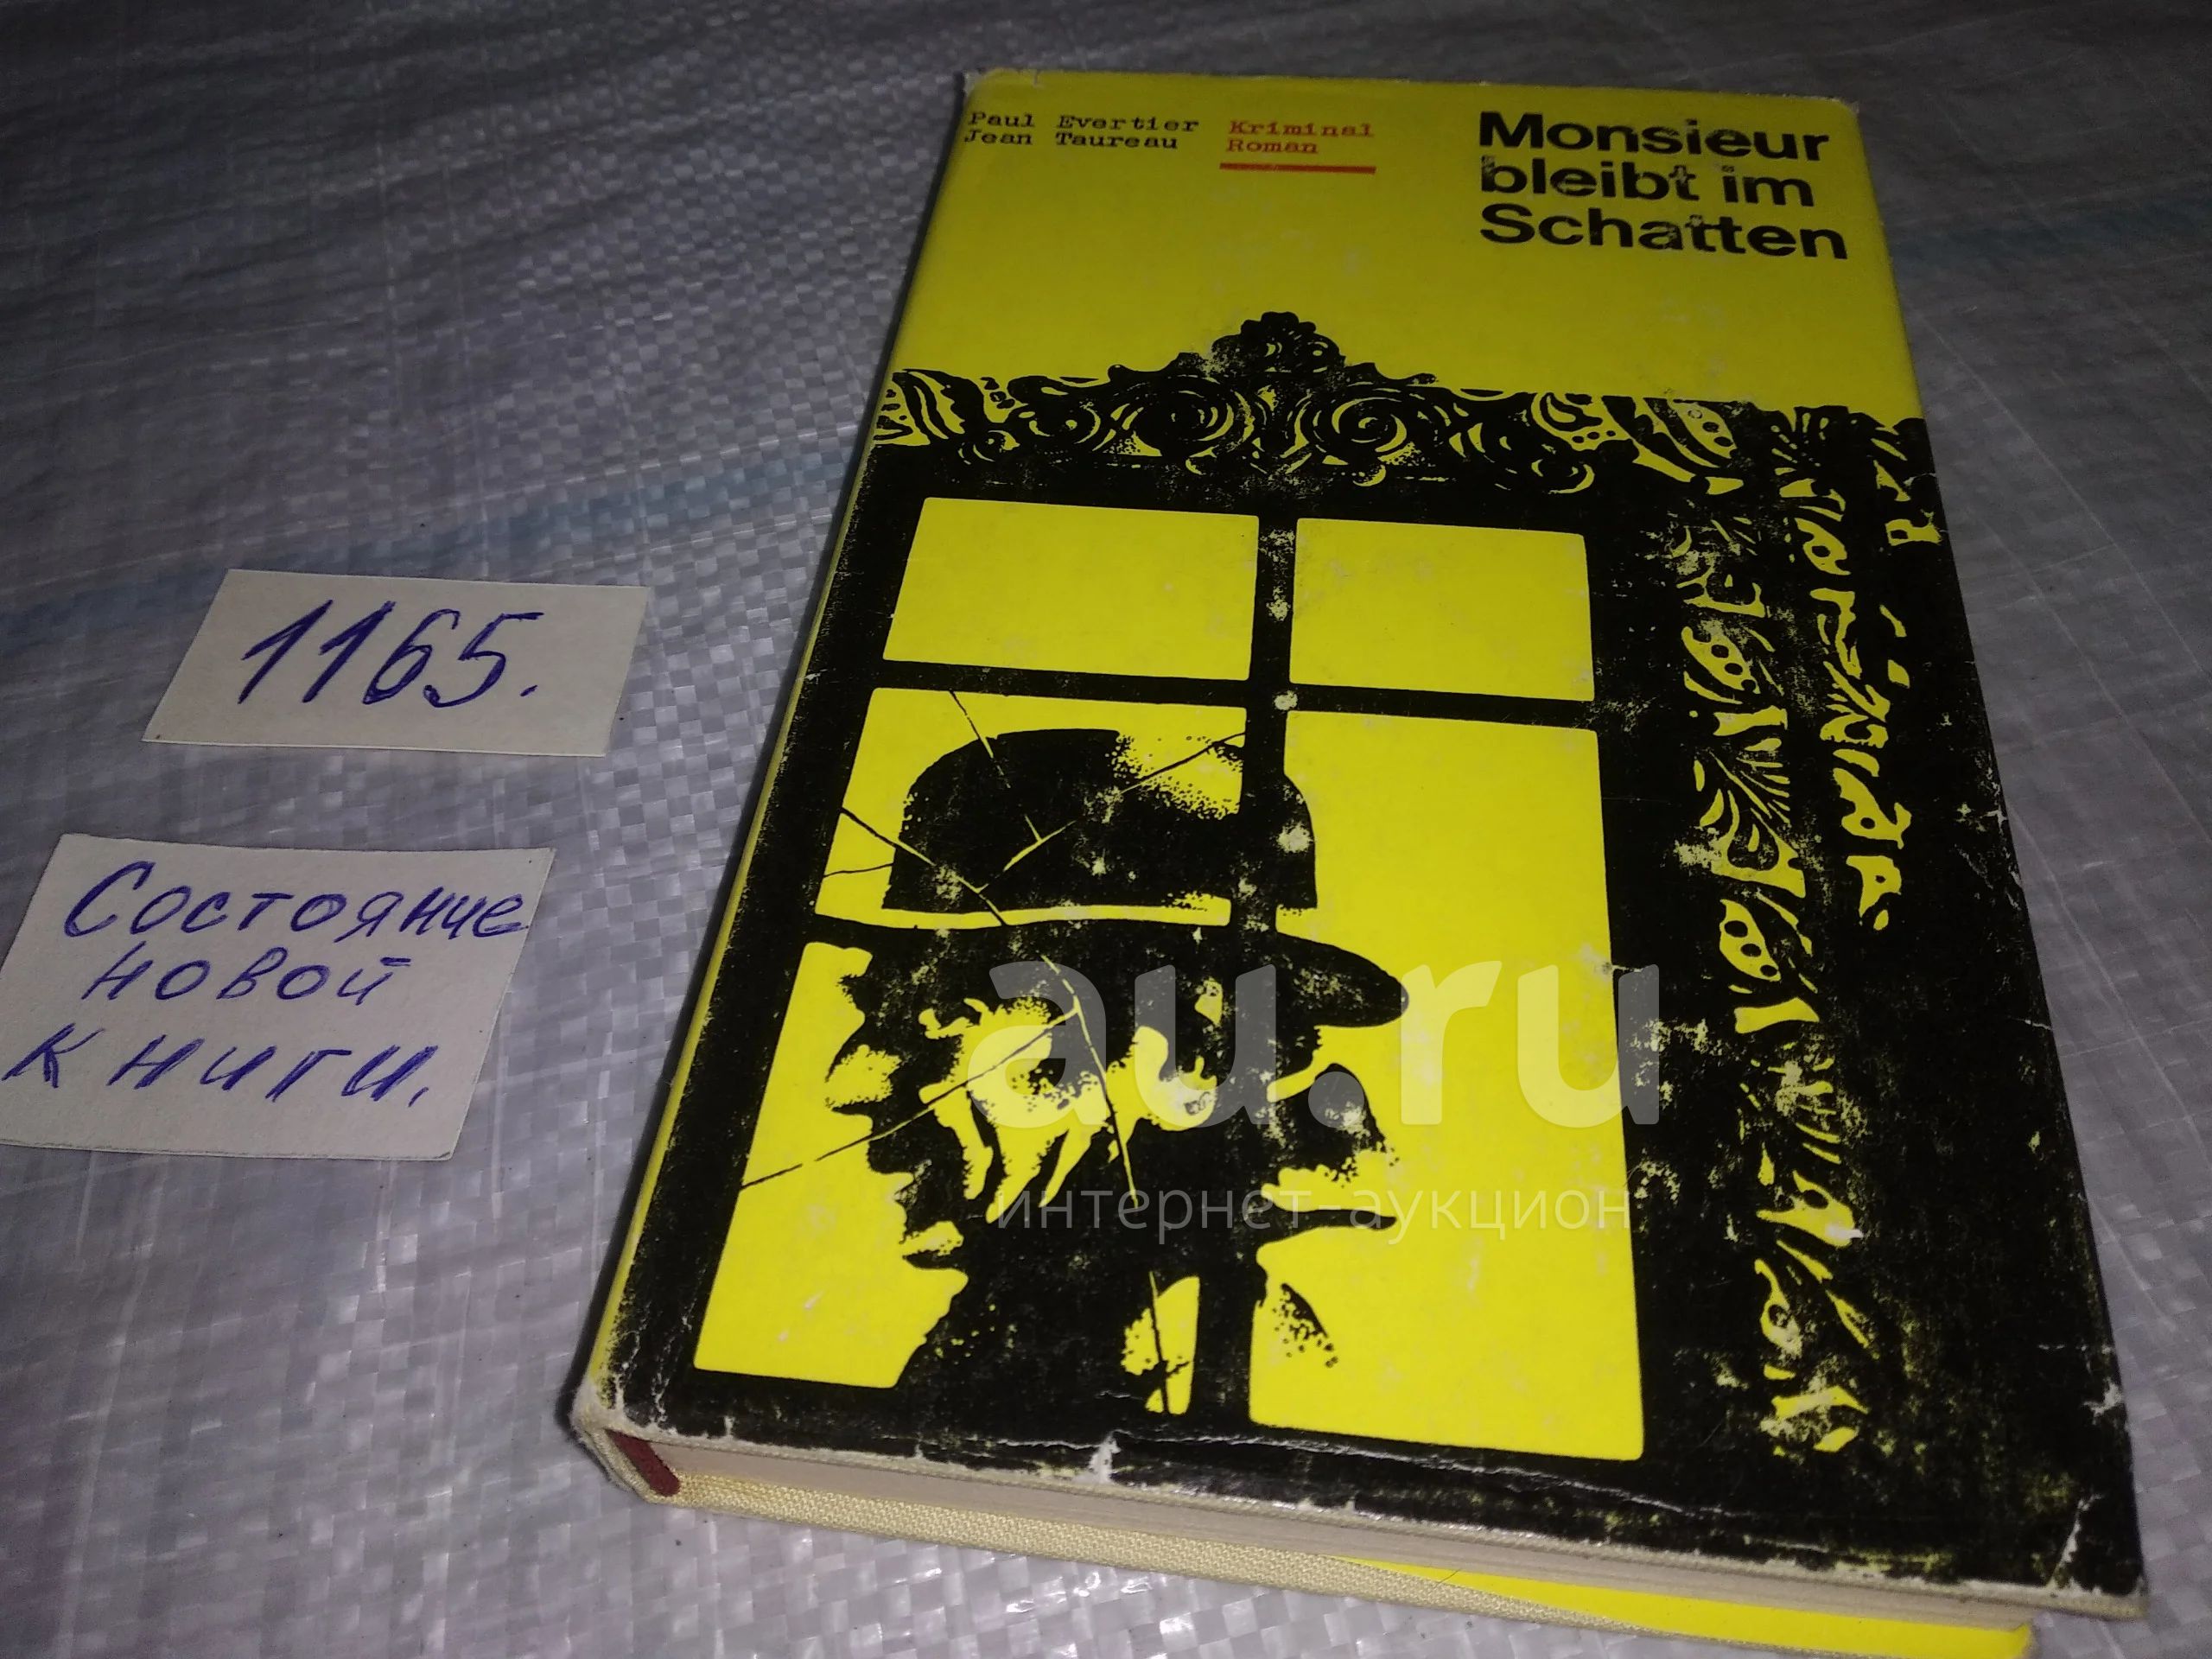 Paul Evertier
Jean Taureau
Kriminal
Roman
Monsieur
bleibt im
Schatten
1165.
Состояние
новой
книги.
au.ru
интернет-аукцион